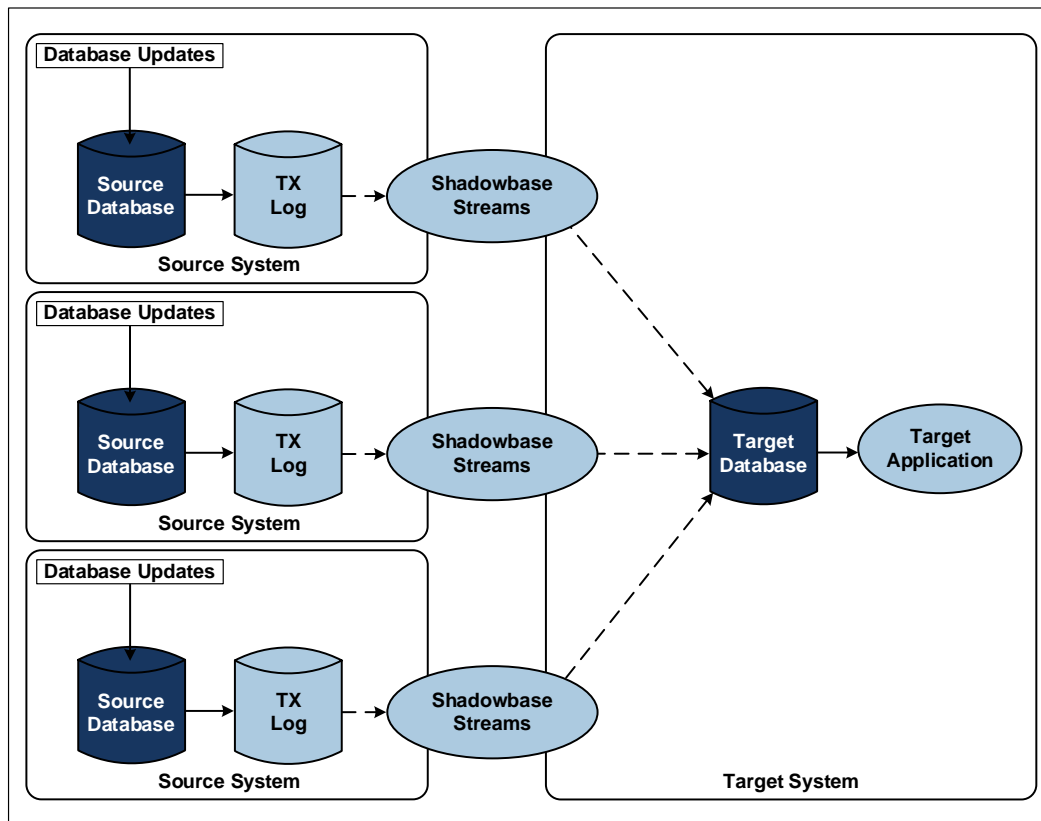 Database Updates
Source
Database
TX
Log
Shadowbase
Streams
Source System
Database Updates
Source
Database
TX
Log
Shadowbase
Streams
Source System
Database Updates
Source
Database
TX
Log
Shadowbase
Streams
Source System
Target
Database
Target
Application
Target System